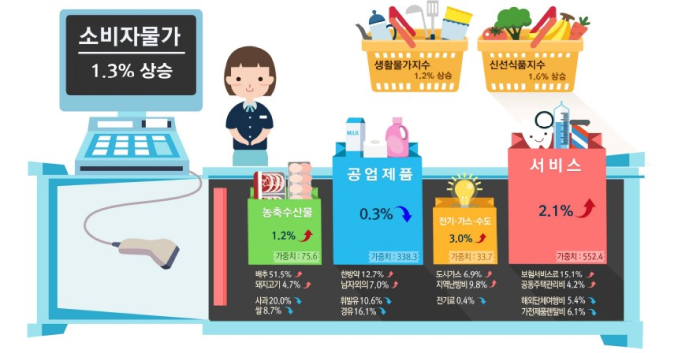 소비자물가
1.3% 상승
생활물가지수
1.2% 상승
신선식품지수
1.6% 상승
MILK
농축수산물
1.2%
가중치 : 75.6
공업제품
0.3%
가중치 : 338.3
전기·가스·수도
3.0%
가중치 : 33.7
서비스
2.1%
가중치 : 552.4
배추 51.5%
돼지고기 4.7%
사과 20.0%
쌀 8.7%
한방약 12.7%
남자외의 7.0%
휘발유 10.6%
경유 16.1%
도시가스 6.9%
지역난방비 9.8%
전기료 0.4%
보험서비스료 15.1%
공동주택관리비 4.2%
해외단체여행비 5.4%
가전제품렌탈비 6.1%